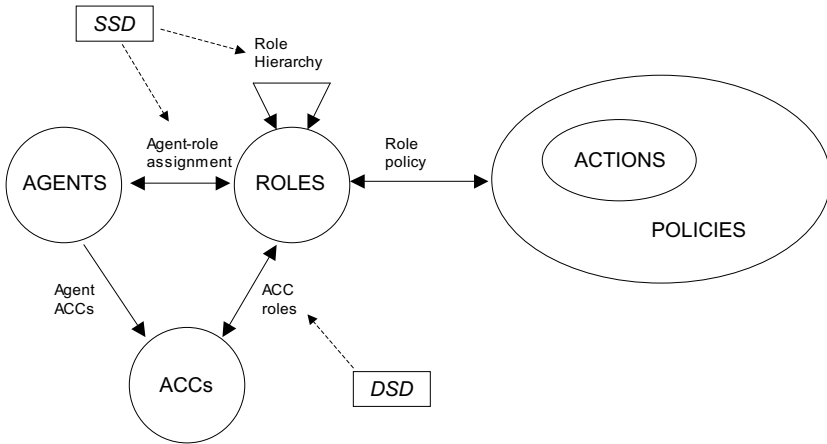 SSD
Role
Hierarchy
Agent-role
assignment
Role
policy
AGENTS
ROLES
ACTIONS
POLICIES
Agent
ACCs
ACC
roles
ACCs
DSD